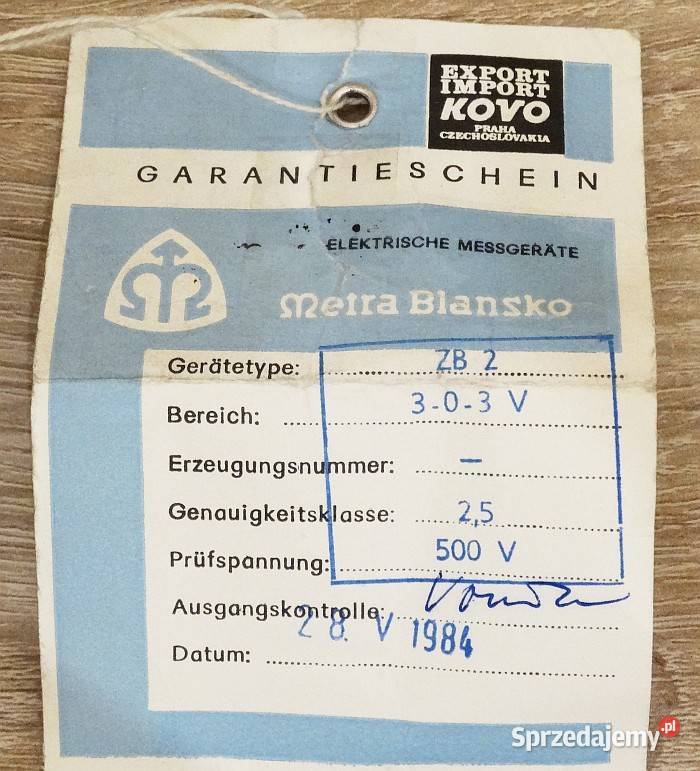 EXPORT
IMPORT
KOVO
PRAHA
CZECHOSLOVAKIA
GARANTIESCHEIN
ELEKTRISCHE MESSGERÄTE
Metra Blansko
Gerätetype: ZB 2
Bereich: 3-0-3 V
Erzeugungsnummer: –
Genauigkeitsklasse: 2,5
Prüfspannung: 500 V
Ausgangskontrolle:
28. V 1984
Datum:
Sprzedajemy.pl